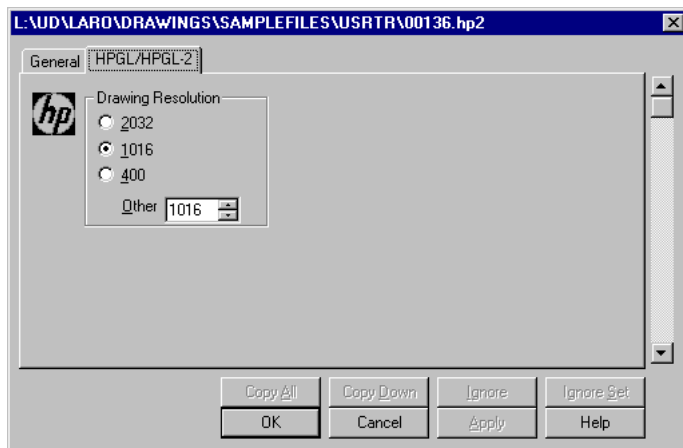 L:\UD\LARO\DRAWINGS\SAMPLEFILES\USRTR\00136.hp2
General HPGL/HPGL-2
hp
Drawing Resolution
2032
1016
400
Other 1016
Copy All Copy Down Ignore Ignore Set
OK Cancel Apply Help